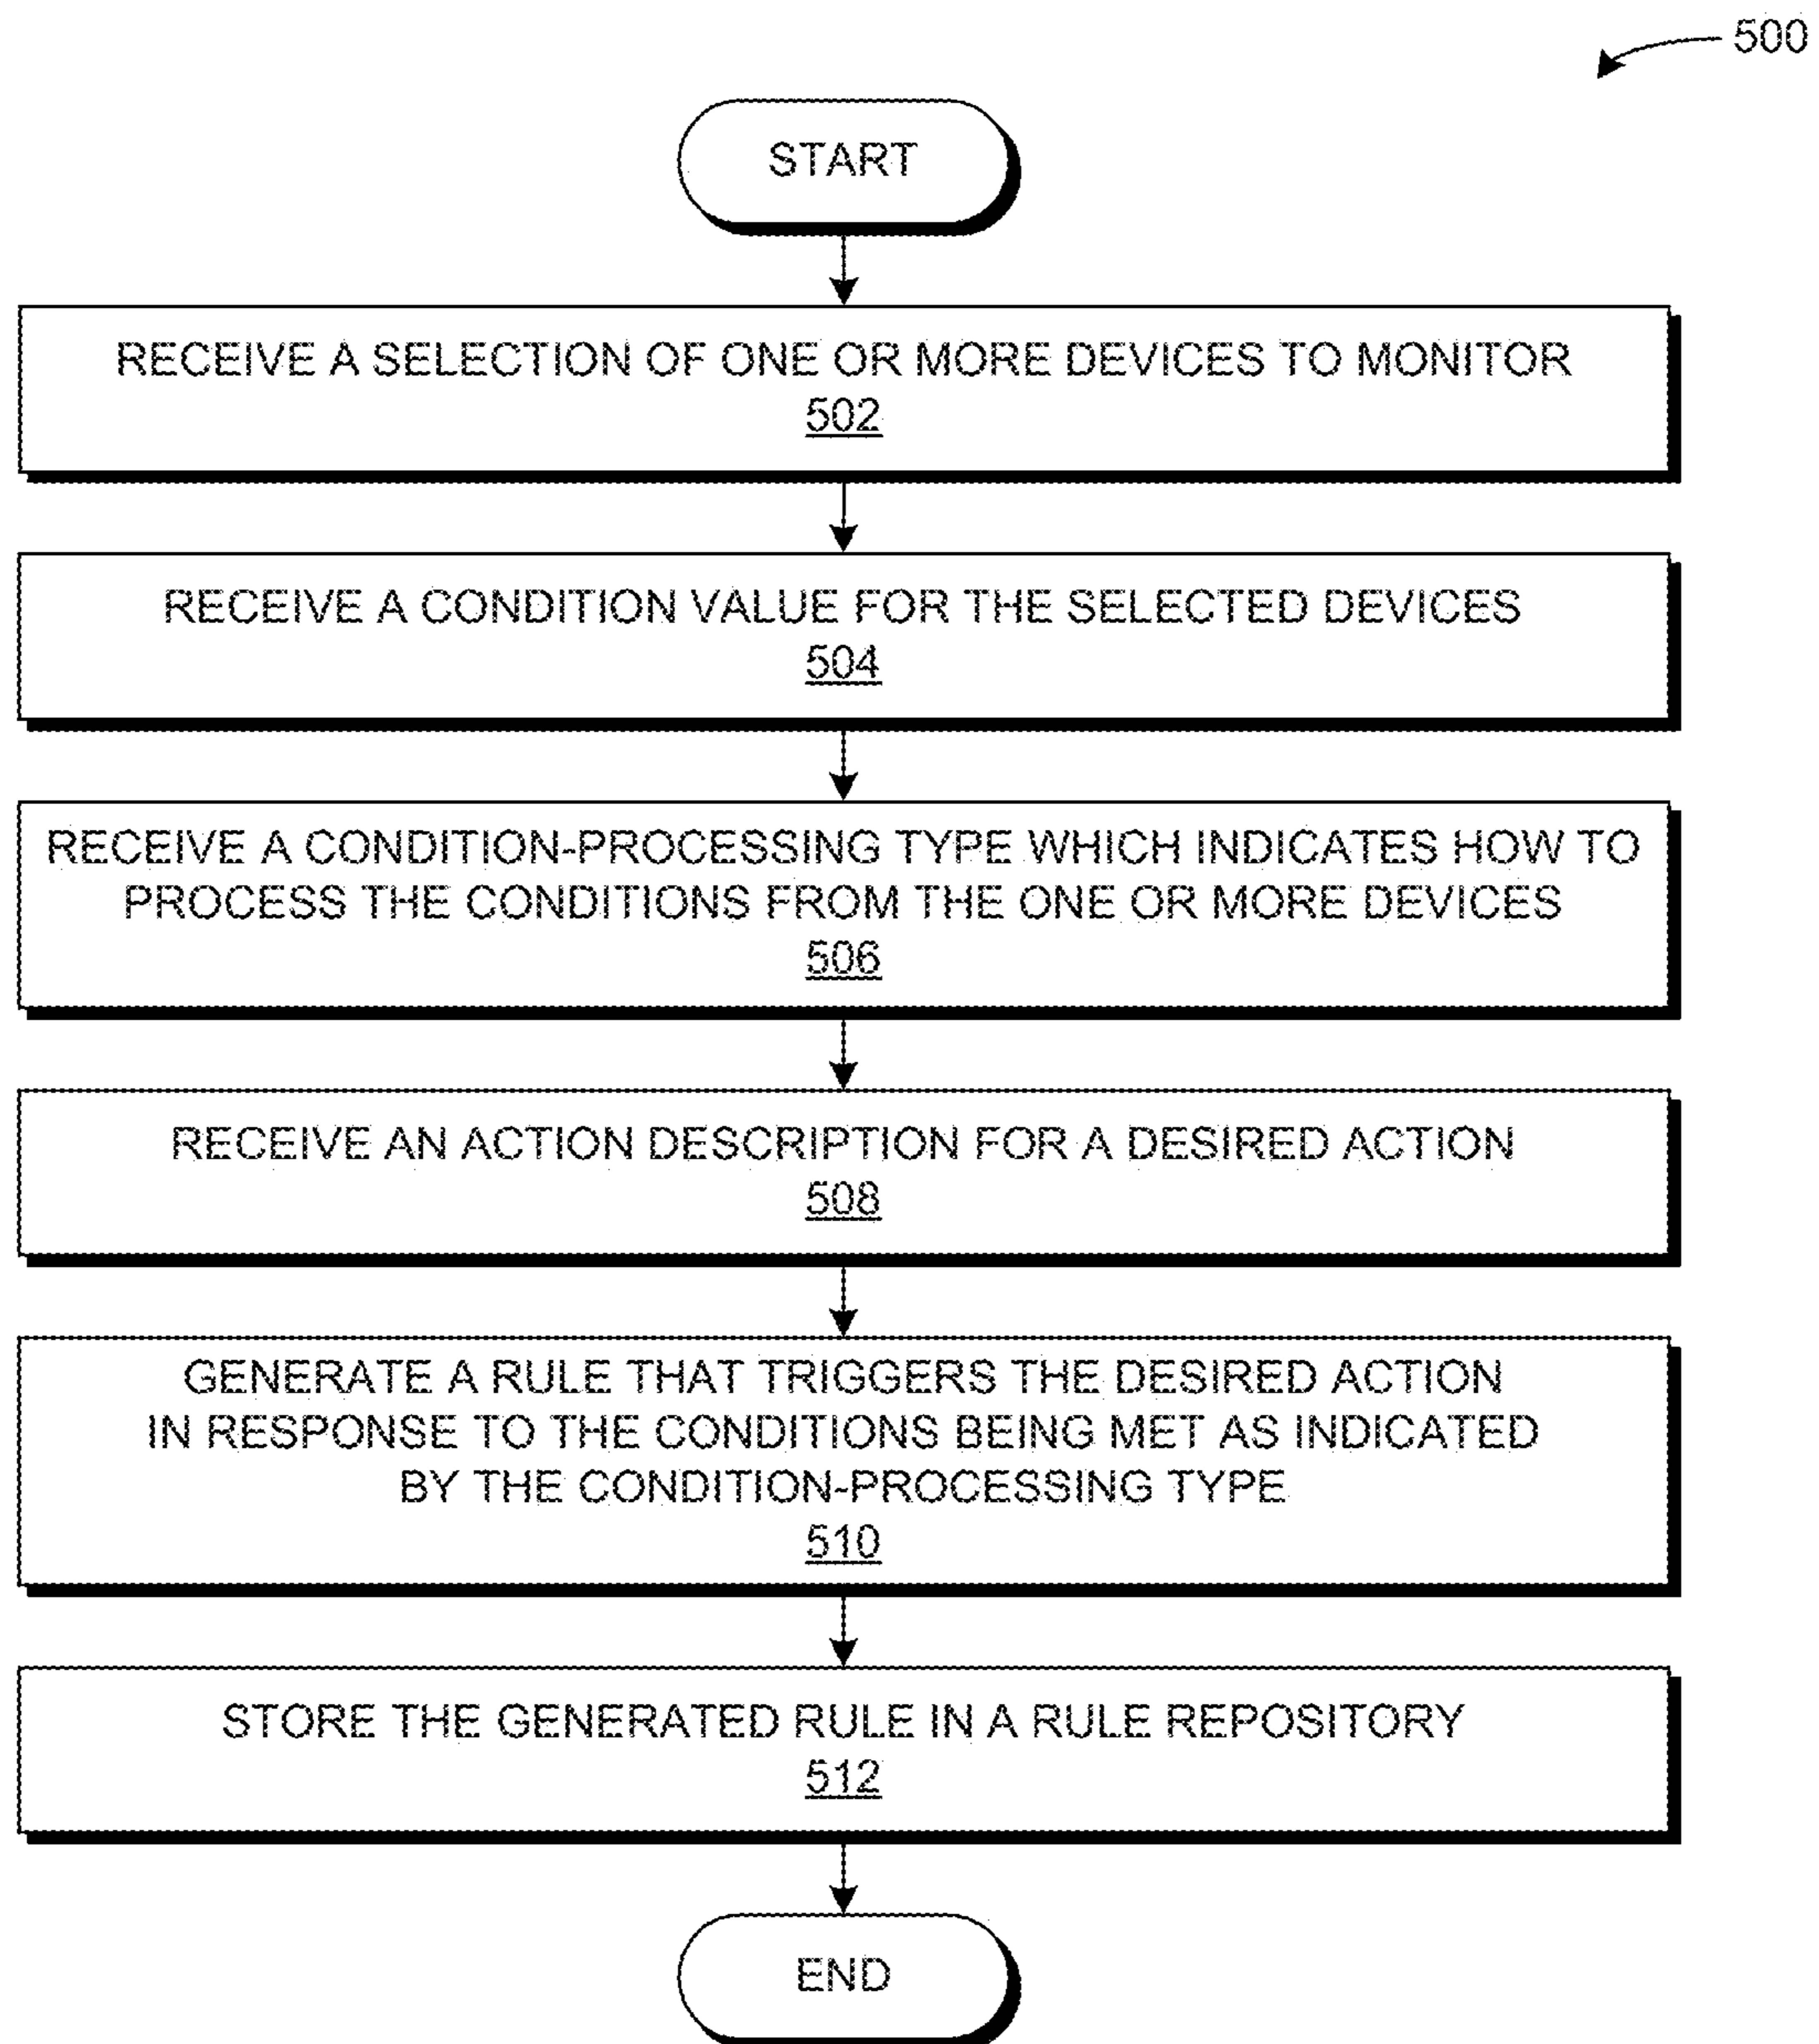 500
START
RECEIVE A SELECTION OF ONE OR MORE DEVICES TO MONITOR
502
RECEIVE A CONDITION VALUE FOR THE SELECTED DEVICES
504
RECEIVE A CONDITION-PROCESSING TYPE WHICH INDICATES HOW TO
PROCESS THE CONDITIONS FROM THE ONE OR MORE DEVICES
506
RECEIVE AN ACTION DESCRIPTION FOR A DESIRED ACTION
508
GENERATE A RULE THAT TRIGGERS THE DESIRED ACTION
IN RESPONSE TO THE CONDITIONS BEING MET AS INDICATED
BY THE CONDITION-PROCESSING TYPE
510
STORE THE GENERATED RULE IN A RULE REPOSITORY
512
END